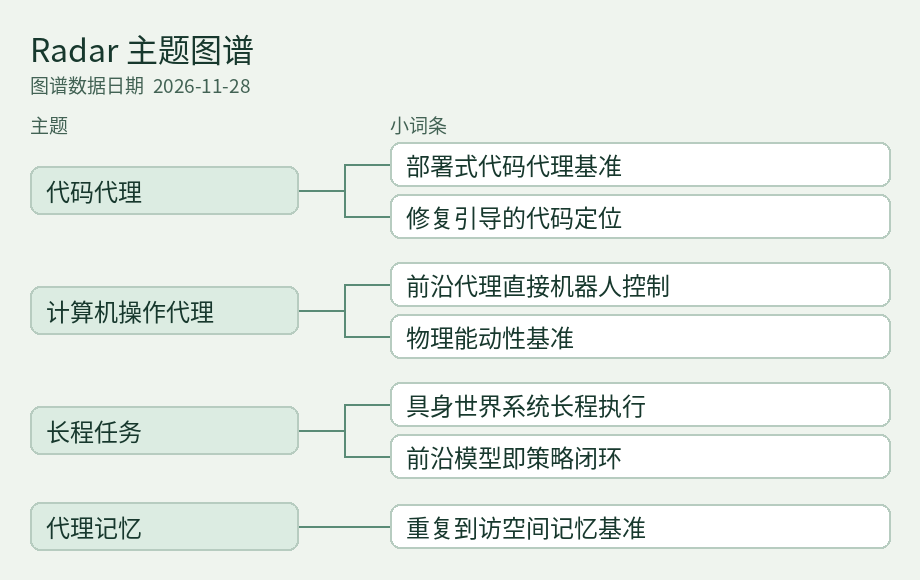 Radar 主题图谱
图谱数据日期 2026-11-28
主题
小词条
代码代理
部署式代码代理基准
修复引导的代码定位
计算机操作代理
前沿代理直接机器人控制
物理能动性基准
长程任务
具身世界系统长程执行
前沿模型即策略闭环
代理记忆
重复到访空间记忆基准